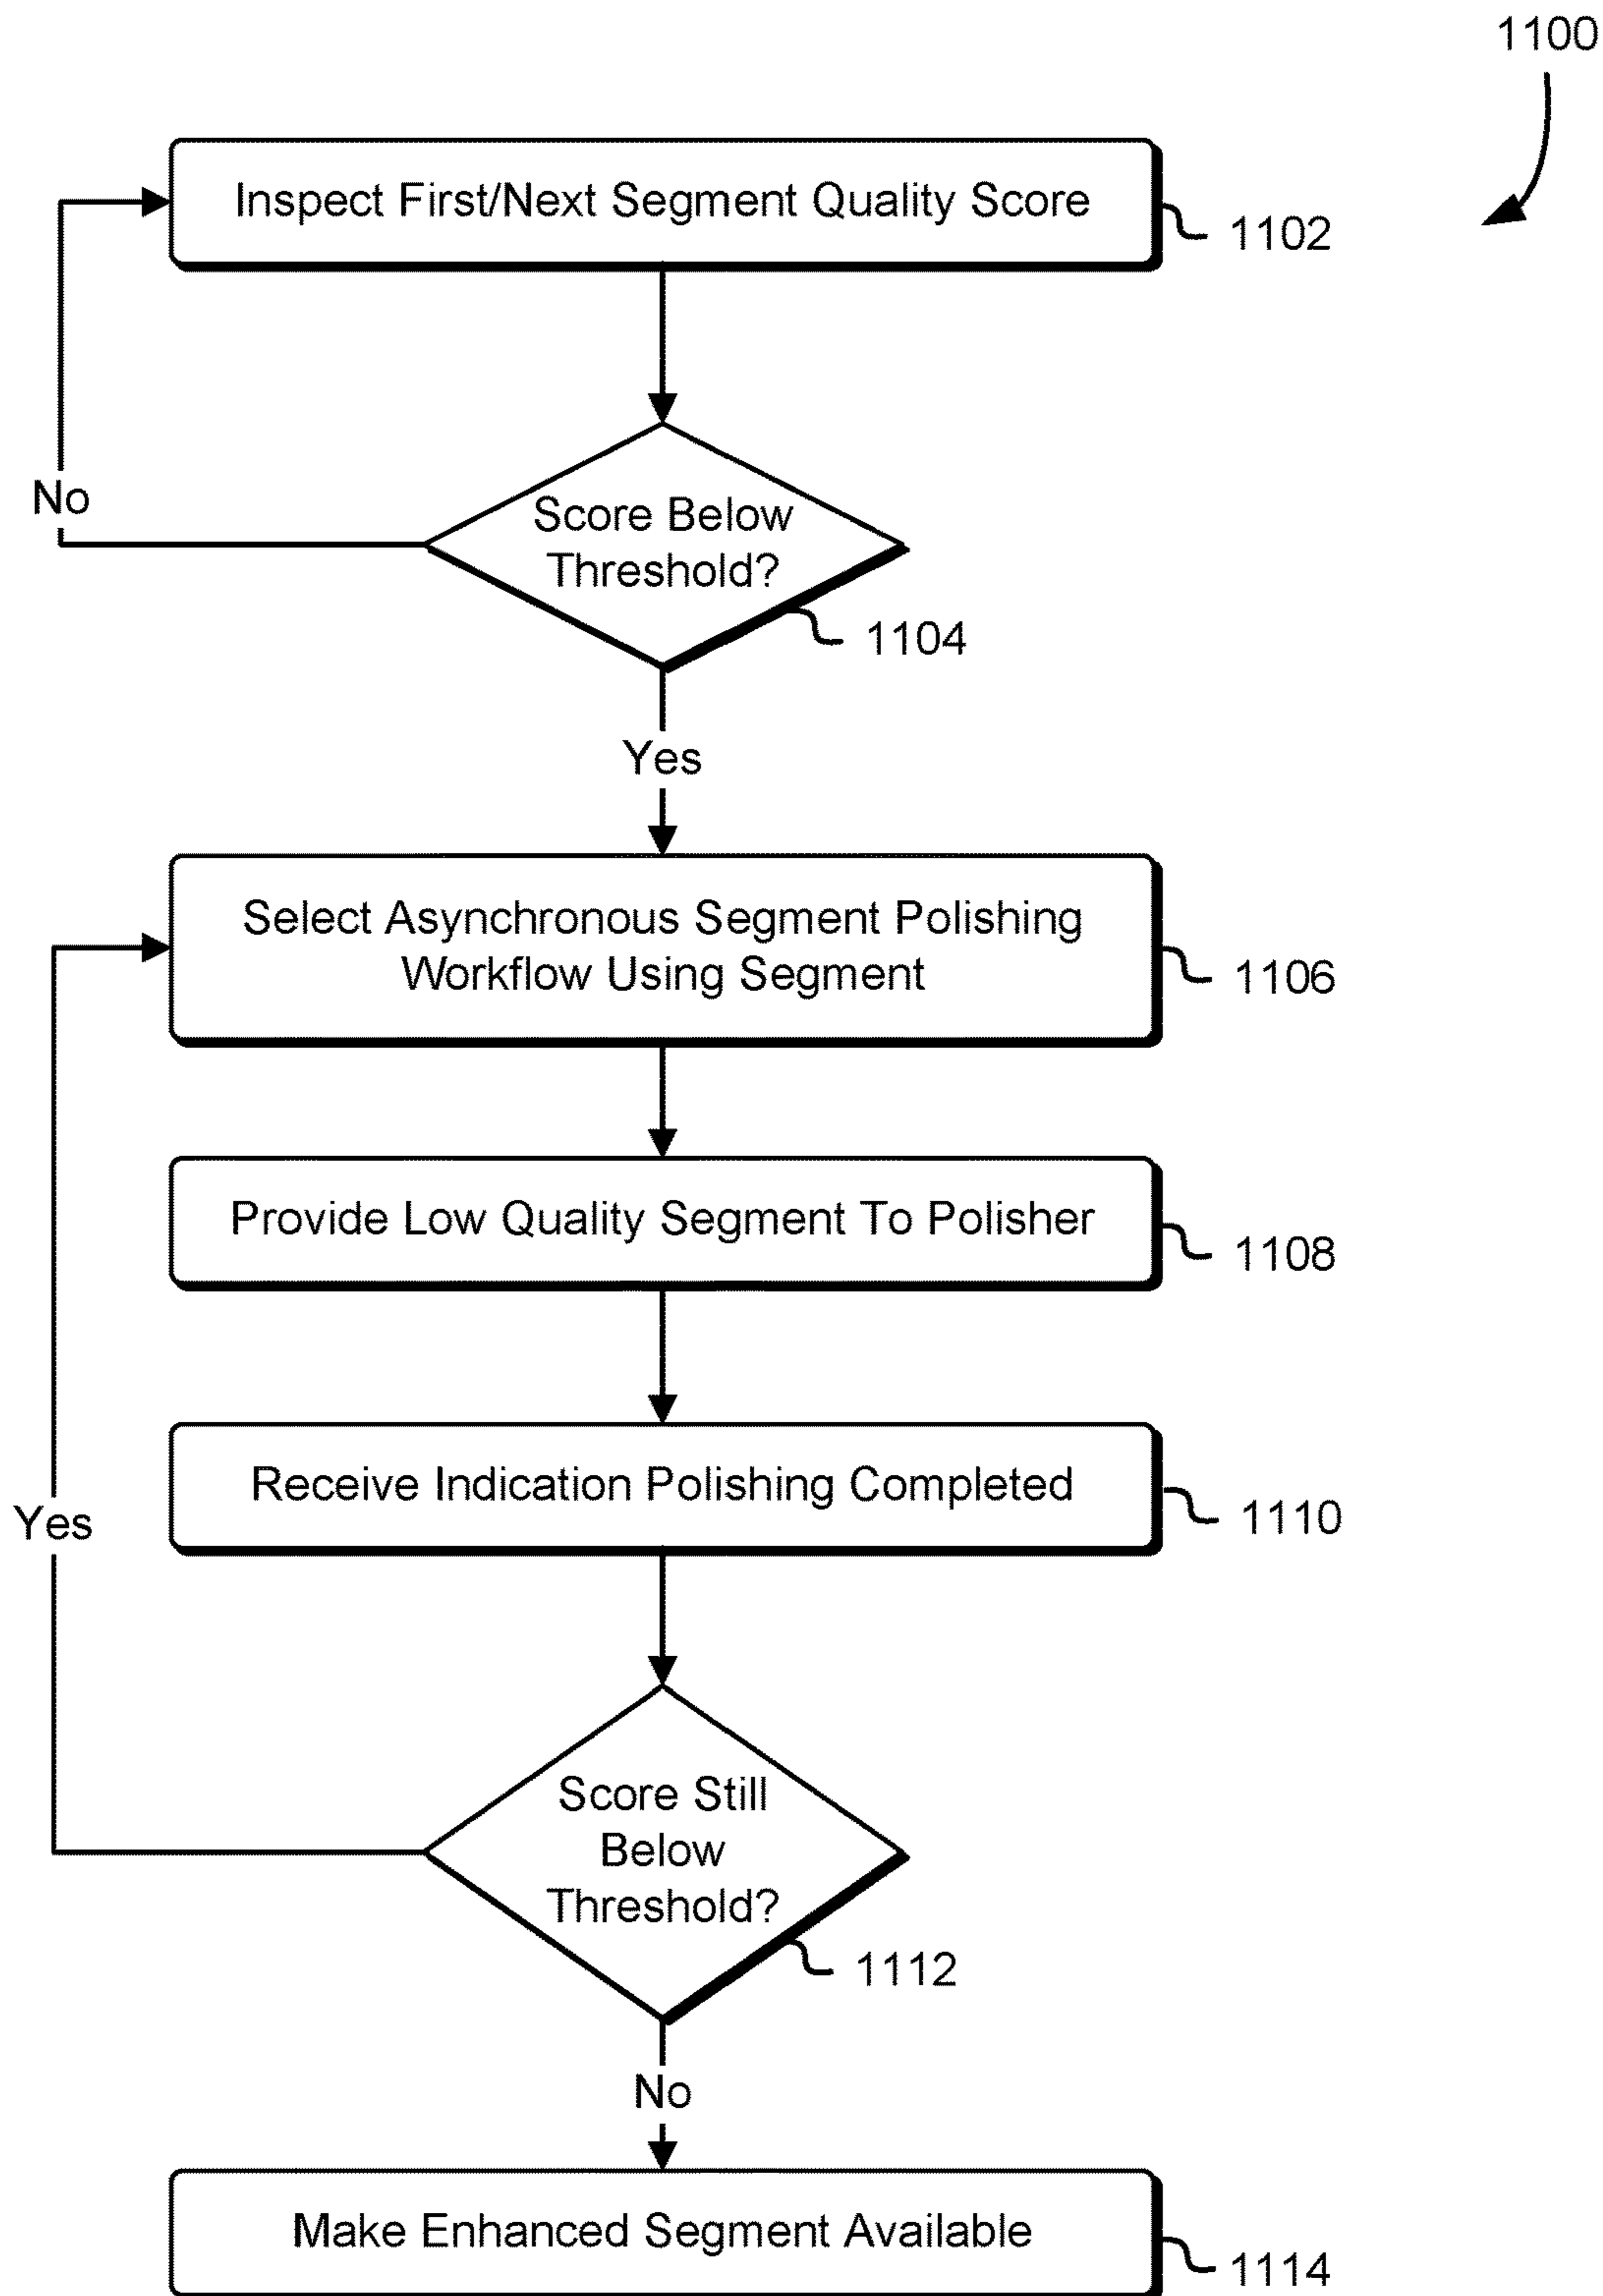 1100
Inspect First/Next Segment Quality Score
1102
No
Score Below
Threshold?
1104
Yes
Select Asynchronous Segment Polishing
Workflow Using Segment
1106
Provide Low Quality Segment To Polisher
1108
Receive Indication Polishing Completed
1110
Yes
Score Still
Below
Threshold?
1112
No
Make Enhanced Segment Available
1114